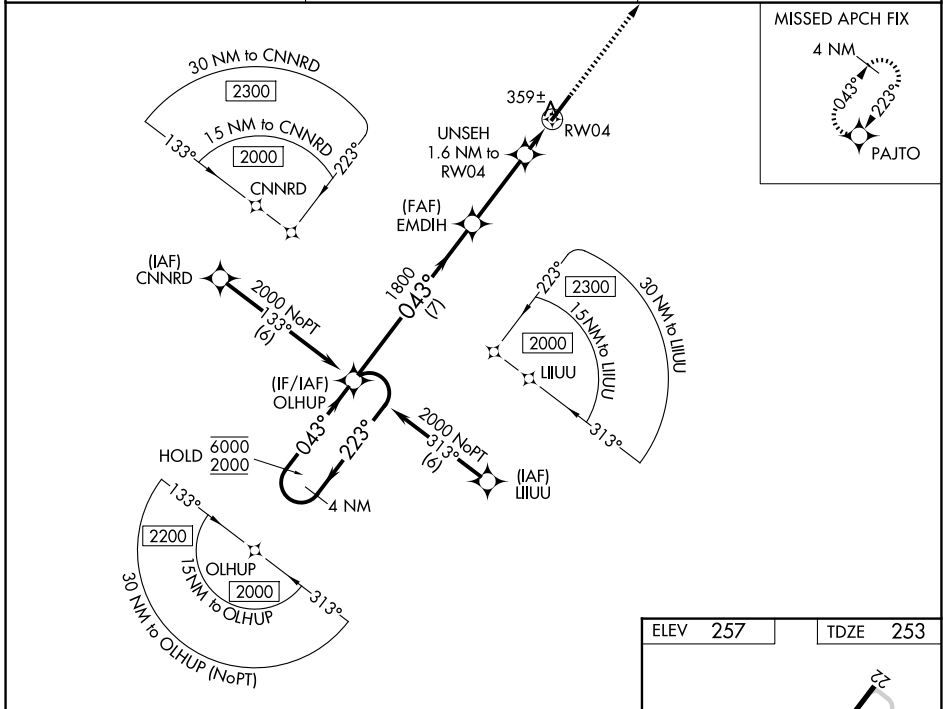 MISSED APCH FIX
4 NM
043°
223°
PAJTO
30 NM to CNNRD
2300
15 NM to CNNRD
2000
133°
223°
CNNRD
359±
RW04
UNSEH
1.6 NM to
RW04
(FAF)
EMDIH
1800
043°
(7)
(IAF)
CNNRD
2000 NoPT
133°
(6)
223°
2300
30 NM to LIIUU
15 NM to LIIUU
2000
LIIUU
313°
(IF/IAF)
OLHUP
043°
223°
HOLD
6000
2000
4 NM
2000 NoPT
313°
(6)
(IAF)
LIIUU
133°
2200
OLHUP
15 NM to OLHUP
2000
313°
30 NM to OLHUP (NoPT)
ELEV 257
TDZE 253
22